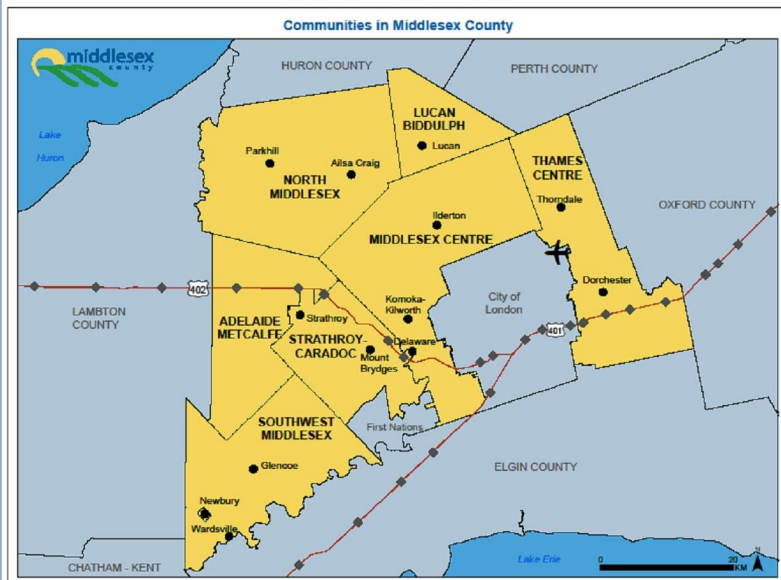 Communities in Middlesex County
middlesex
county
HURON COUNTY
PERTH COUNTY
Lake
Huron
LUCAN
BIDDULPH
Lucan
Parkhill
Ailsa Craig
NORTH
MIDDLESEX
THAMES
CENTRE
Thorndale
OXFORD COUNTY
Ilderton
MIDDLESEX CENTRE
402
LAMBTON
COUNTY
ADELAIDE
METCALFE
Strathroy
STRATHROY-
CARADOC
Mount
Brydges
Komoka-
Kilworth
Delaware
City of
London
Dorchester
401
SOUTHWEST
MIDDLESEX
First Nations
Glencoe
ELGIN COUNTY
Newbury
Wardsville
CHATHAM - KENT
Lake Erie
0
20
KM
N